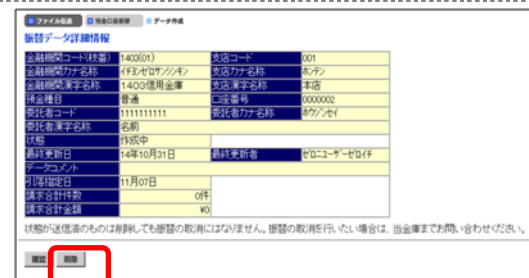 ファイル伝送 預金口座振替 データ作成
振替データ詳細情報
金融機関コード(枝番) 1403(01) 支店コード 001
金融機関カナ名称 イチヨンゼロサンシンキン 支店カナ名称 ホンテン
金融機関漢字名称 1403信用金庫 支店漢字名称 本店
預金種目 普通 口座番号 0000002
委託者コード 1111111111 委託者カナ名称
委託者漢字名称 名前
状態 作成中
最終更新日 14年10月31日 最終更新者 ゼロニユーザーゼロイチ
データコメント
引落指定日 11月07日
請求合計件数 0件
請求合計金額 ¥0
状態が送信済のものは削除しても振替の取消にはなりません。振替の取消を行いたい場合は、当金庫までお問い合わせください。
確認 削除